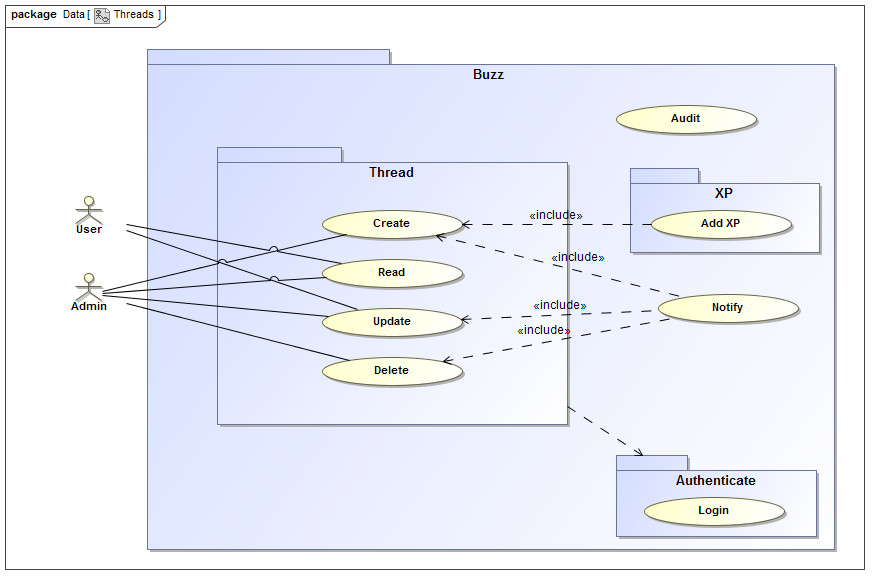 package Data [ Threads ]
Buzz
Audit
Thread
XP
Create
«include»
Add XP
User
«include»
Read
Admin
«include»
Notify
Update
«include»
Delete
Authenticate
Login